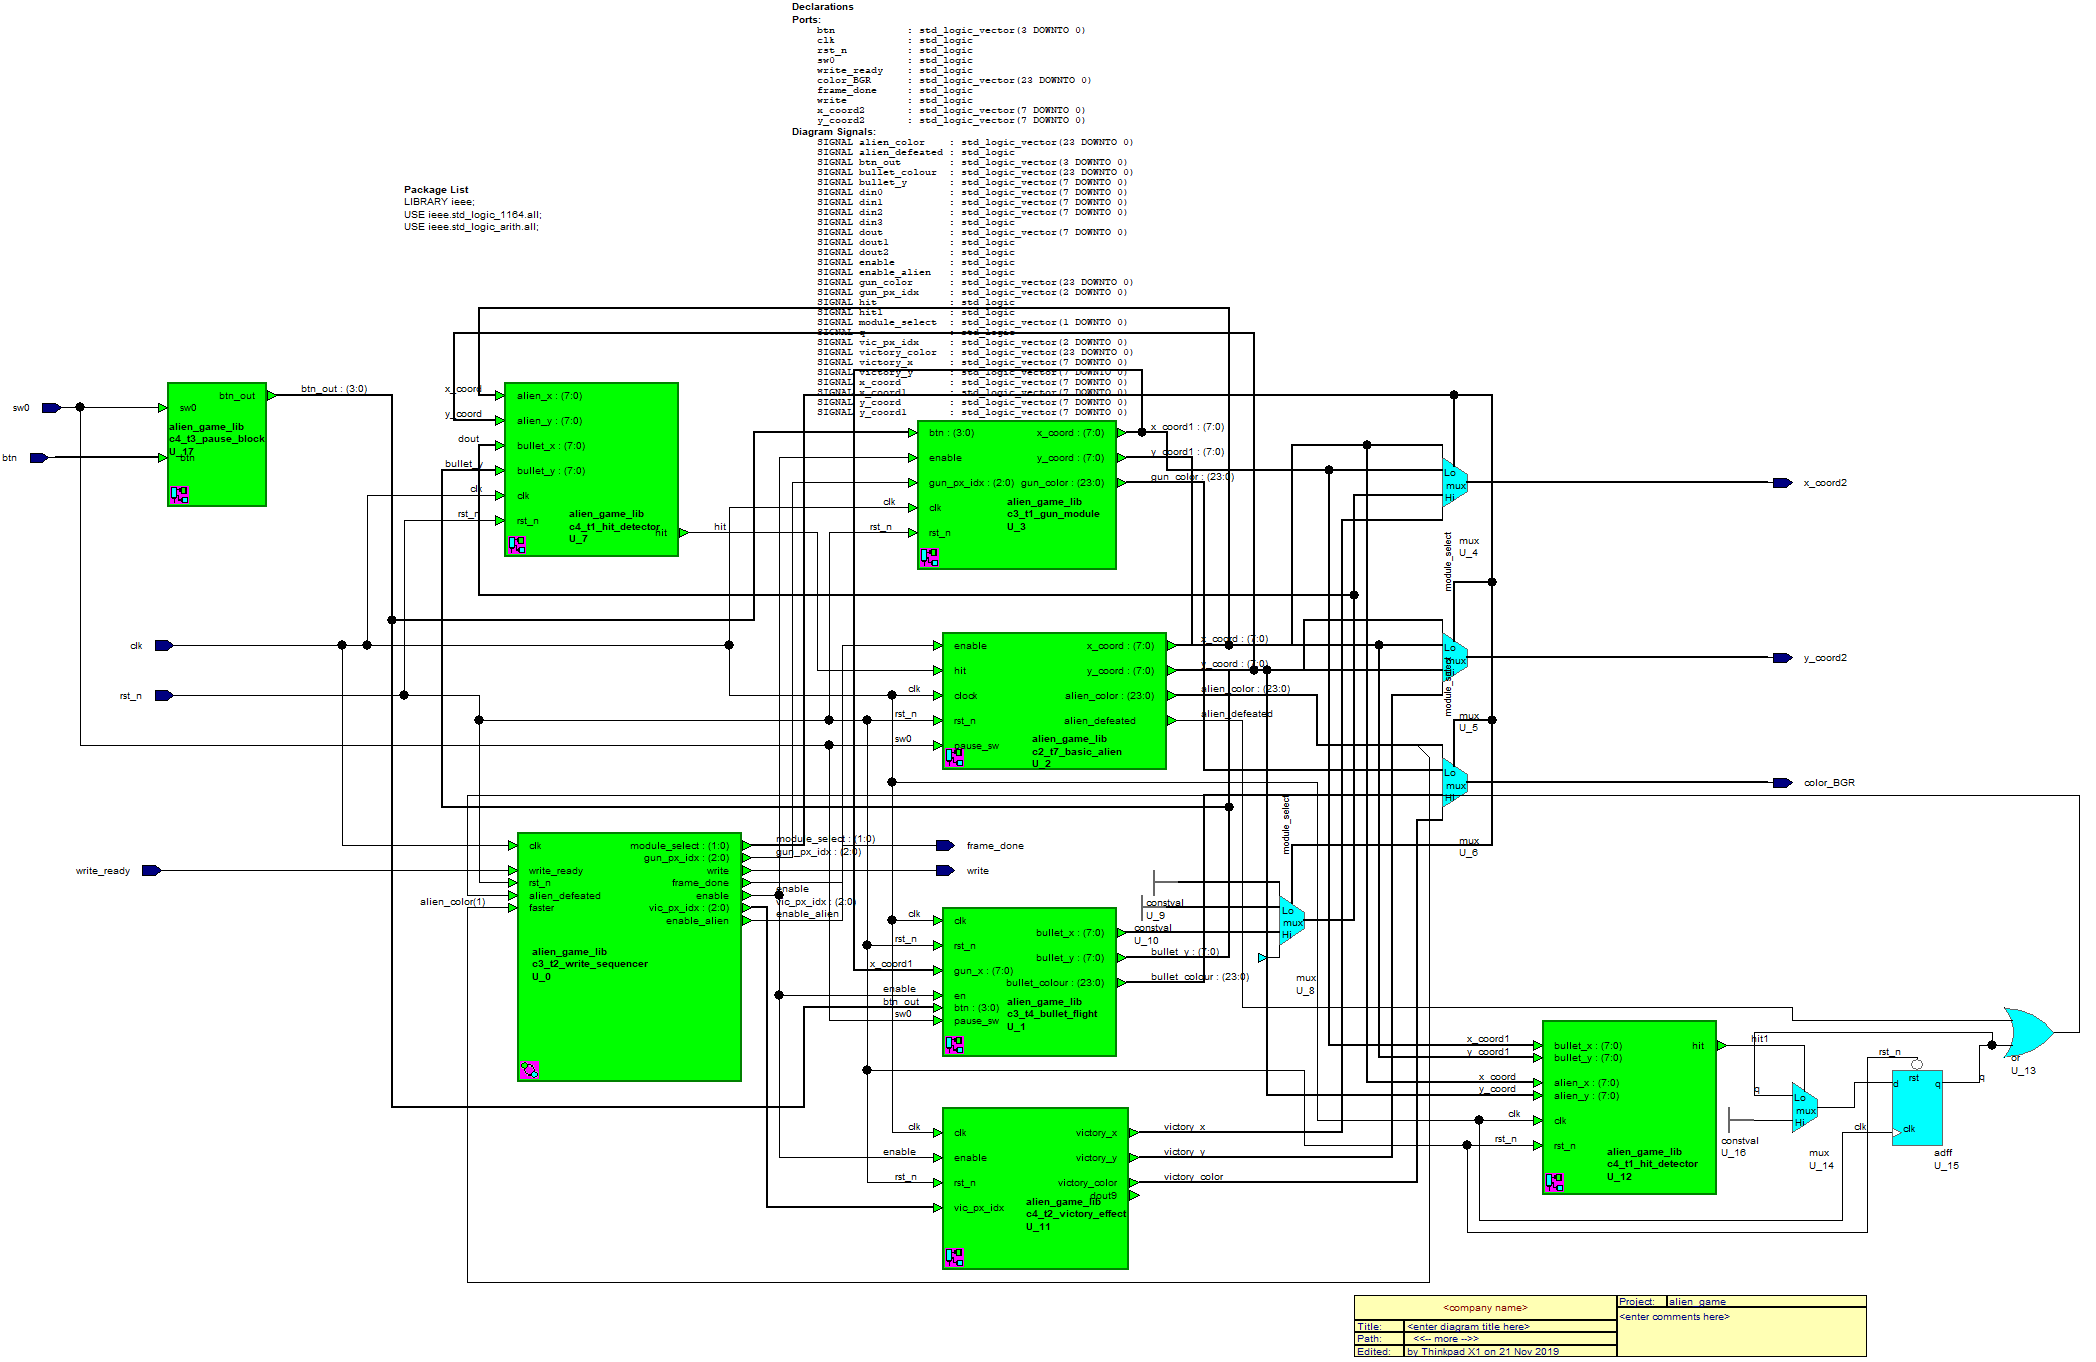 Declarations
Ports:
btn : std_logic_vector(3 DOWNTO 0)
clk : std_logic
rst_n : std_logic
sw0 : std_logic
write_ready : std_logic
color_BGR : std_logic_vector(23 DOWNTO 0)
frame_done : std_logic
write : std_logic
x_coord2 : std_logic_vector(7 DOWNTO 0)
y_coord2 : std_logic_vector(7 DOWNTO 0)
Diagram Signals:
SIGNAL alien_color : std_logic_vector(23 DOWNTO 0)
SIGNAL alien_defeated : std_logic
SIGNAL btn_out : std_logic_vector(3 DOWNTO 0)
SIGNAL bullet_colour : std_logic_vector(23 DOWNTO 0)
SIGNAL bullet_y : std_logic_vector(7 DOWNTO 0)
SIGNAL din0 : std_logic_vector(7 DOWNTO 0)
SIGNAL din1 : std_logic_vector(7 DOWNTO 0)
SIGNAL din2 : std_logic_vector(7 DOWNTO 0)
SIGNAL din3 : std_logic
SIGNAL dout : std_logic_vector(7 DOWNTO 0)
SIGNAL dout1 : std_logic
SIGNAL dout2 : std_logic
SIGNAL enable : std_logic
SIGNAL enable_alien : std_logic
SIGNAL gun_color : std_logic_vector(23 DOWNTO 0)
SIGNAL gun_px_idx : std_logic_vector(2 DOWNTO 0)
SIGNAL hit : std_logic
SIGNAL hit1 : std_logic
SIGNAL module_select : std_logic_vector(1 DOWNTO 0)
SIGNAL q : std_logic
SIGNAL vic_px_idx : std_logic_vector(2 DOWNTO 0)
SIGNAL victory_color : std_logic_vector(23 DOWNTO 0)
SIGNAL victory_x : std_logic_vector(7 DOWNTO 0)
SIGNAL victory_y : std_logic_vector(7 DOWNTO 0)
SIGNAL x_coord : std_logic_vector(7 DOWNTO 0)
SIGNAL x_coord1 : std_logic_vector(7 DOWNTO 0)
SIGNAL y_coord : std_logic_vector(7 DOWNTO 0)
SIGNAL y_coord1 : std_logic_vector(7 DOWNTO 0)
Package List
LIBRARY ieee;
USE ieee.std_logic_1164.all;
USE ieee.std_logic_arith.all;
sw0
btn
btn_out
sw0
alien_game_lib
c4_t3_pause_block
U_17
btn
btn_out : (3:0)
x_coord
y_coord
dout
bullet_y
clk
rst_n
alien_x : (7:0)
alien_y : (7:0)
bullet_x : (7:0)
bullet_y : (7:0)
clk
rst_n
alien_game_lib
c4_t1_hit_detector
U_7
hit
hit
clk
rst_n
btn : (3:0)
enable
gun_px_idx : (2:0)
clk
rst_n
x_coord : (7:0)
y_coord : (7:0)
gun_color : (23:0)
alien_game_lib
c3_t1_gun_module
U_3
x_coord1 : (7:0)
y_coord1 : (7:0)
gun_color : (23:0)
Lo
mux
Hi
mux
U_4
module_select
x_coord2
clk
rst_n
clk
rst_n
sw0
enable
hit
clock
rst_n
pause_sw
x_coord : (7:0)
y_coord : (7:0)
alien_color : (23:0)
alien_defeated
alien_game_lib
c2_t7_basic_alien
U_2
x_coord : (7:0)
y_coord : (7:0)
alien_color : (23:0)
alien_defeated
Lo
mux
mux
U_5
module_select
y_coord2
Lo
mux
Hi
mux
U_6
module_select
color_BGR
write_ready
alien_color(1)
clk
write_ready
rst_n
alien_defeated
faster
module_select : (1:0)
gun_px_idx : (2:0)
write
frame_done
enable
vic_px_idx : (2:0)
enable_alien
alien_game_lib
c3_t2_write_sequencer
U_0
module_select : (1:0)
gun_px_idx : (2:0)
enable
vic_px_idx : (2:0)
enable_alien
frame_done
write
clk
rst_n
x_coord1
enable
btn_out
sw0
clk
rst_n
gun_x : (7:0)
en
btn : (3:0)
pause_sw
bullet_x : (7:0)
bullet_y : (7:0)
bullet_colour : (23:0)
alien_game_lib
c3_t4_bullet_flight
U_1
constval
U_9
constval
U_10
bullet_y : (7:0)
bullet_colour : (23:0)
Lo
mux
Hi
mux
U_8
clk
enable
rst_n
clk
enable
rst_n
vic_px_idx
victory_x
victory_y
victory_color
dout9
alien_game_lib
c4_t2_victory_effect
U_11
victory_x
victory_y
victory_color
x_coord1
y_coord1
x_coord
y_coord
clk
rst_n
bullet_x : (7:0)
bullet_y : (7:0)
alien_x : (7:0)
alien_y : (7:0)
clk
rst_n
hit
alien_game_lib
c4_t1_hit_detector
U_12
hit1
q
constval
U_16
Lo
mux
Hi
mux
U_14
rst_n
clk
rst
d
q
clk
adff
U_15
q
or
U_13
<company name>
Title: <enter diagram title here>
Path: <<-- more -->>
Edited: by Thinkpad X1 on 21 Nov 2019
Project: alien_game
<enter comments here>